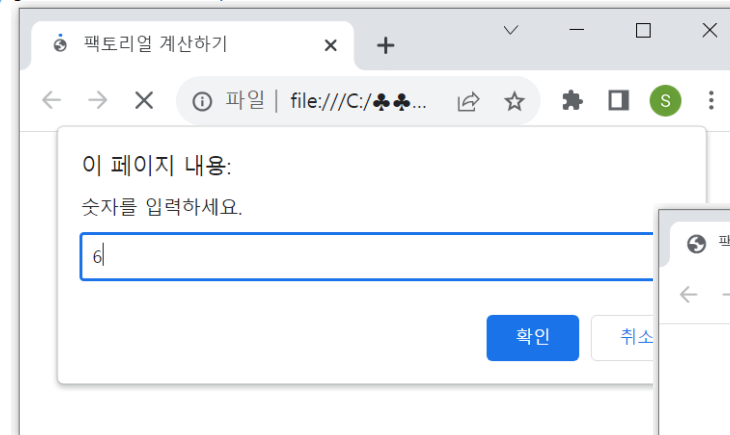 팩토리얼 계산하기
파일 | file:///C:/♣♣...
S
이 페이지 내용:
숫자를 입력하세요.
6
확인
취소